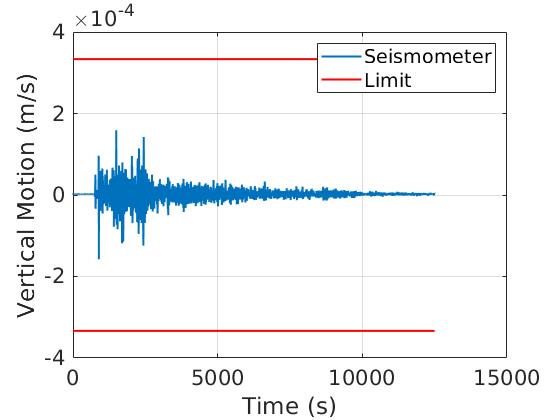 ×10⁻⁴
4
2
0
-2
-4
Vertical Motion (m/s)
Seismometer
Limit
0 5000 10000 15000
Time (s)